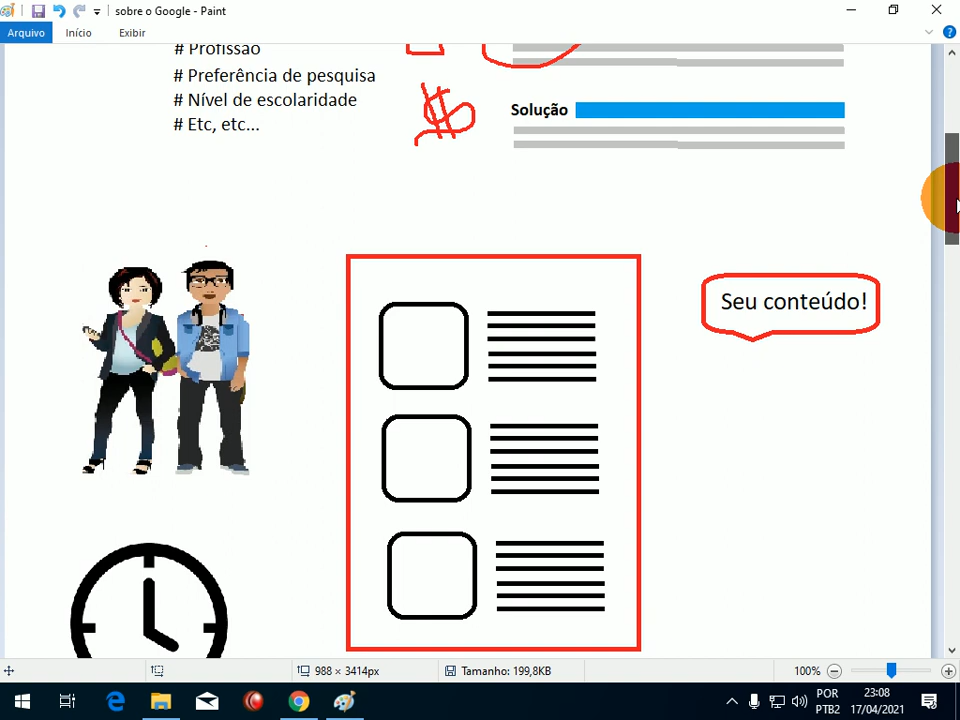 sobre o Google - Paint
Arquivo Início Exibir
# Profissão
# Preferência de pesquisa
# Nível de escolaridade
# Etc, etc...
$
Solução
Seu conteúdo!
988 × 3414px
Tamanho: 199,8KB
100%
POR
PTB2
23:08
17/04/2021